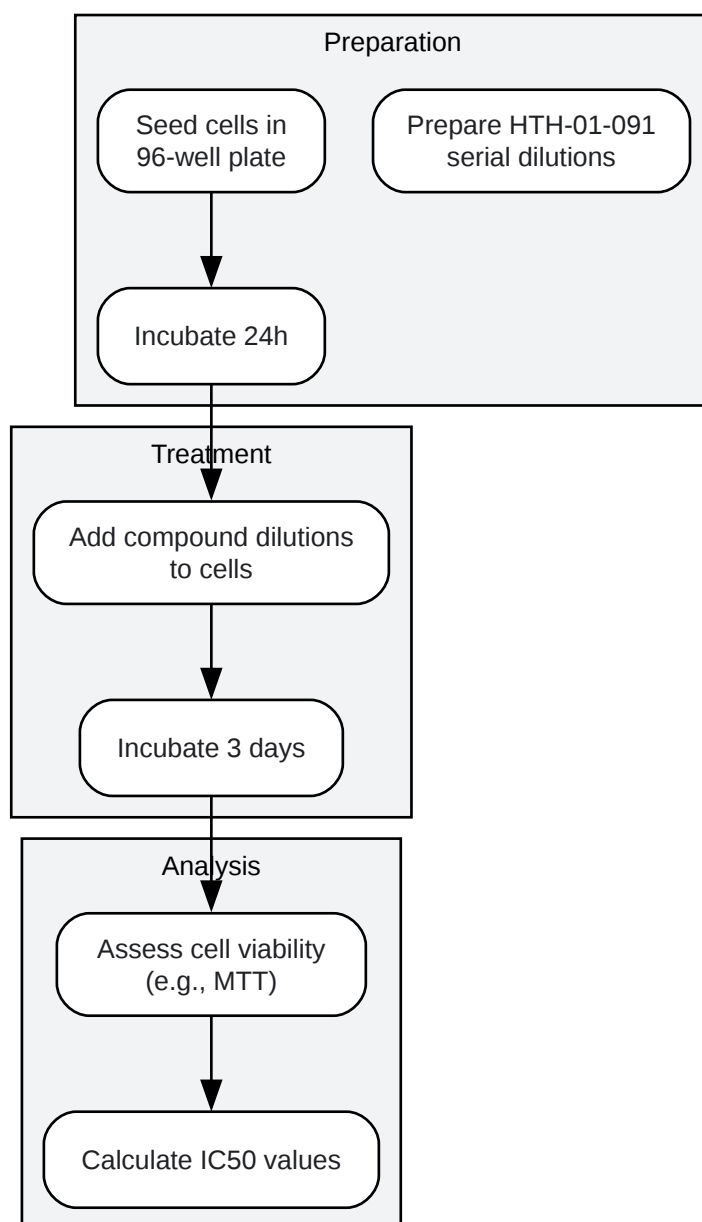 Preparation
Seed cells in
96-well plate
Prepare HTH-01-091
serial dilutions
Incubate 24h
Treatment
Add compound dilutions
to cells
Incubate 3 days
Analysis
Assess cell viability
(e.g., MTT)
Calculate IC50 values